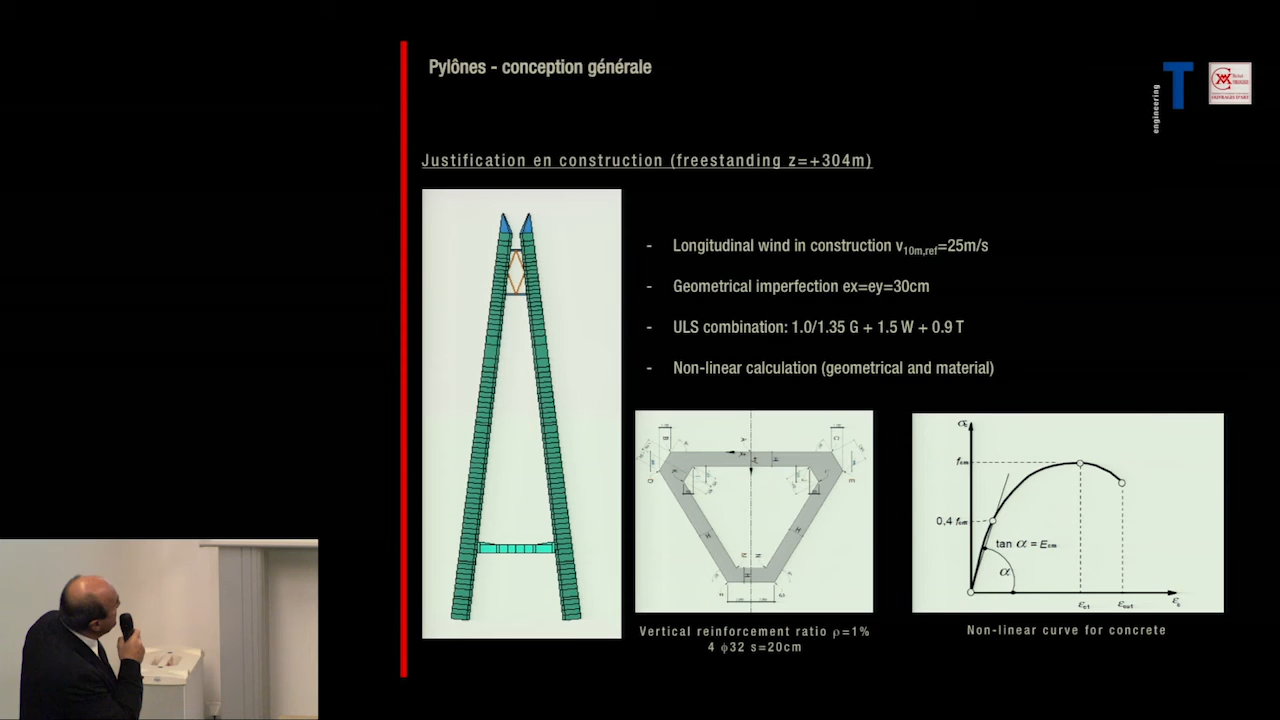 Pylônes - conception générale
engineering
T
Justification en construction (freestanding z=+304m)
- Longitudinal wind in construction v10m,ref=25m/s
- Geometrical imperfection ex=ey=30cm
- ULS combination: 1.0/1.35 G + 1.5 W + 0.9 T
- Non-linear calculation (geometrical and material)
σc
fcm
0,4 fcm
tan α = Ecm
α
εc1
εcu1
εc
Vertical reinforcement ratio ρ=1%
4 ϕ32 s=20cm
Non-linear curve for concrete